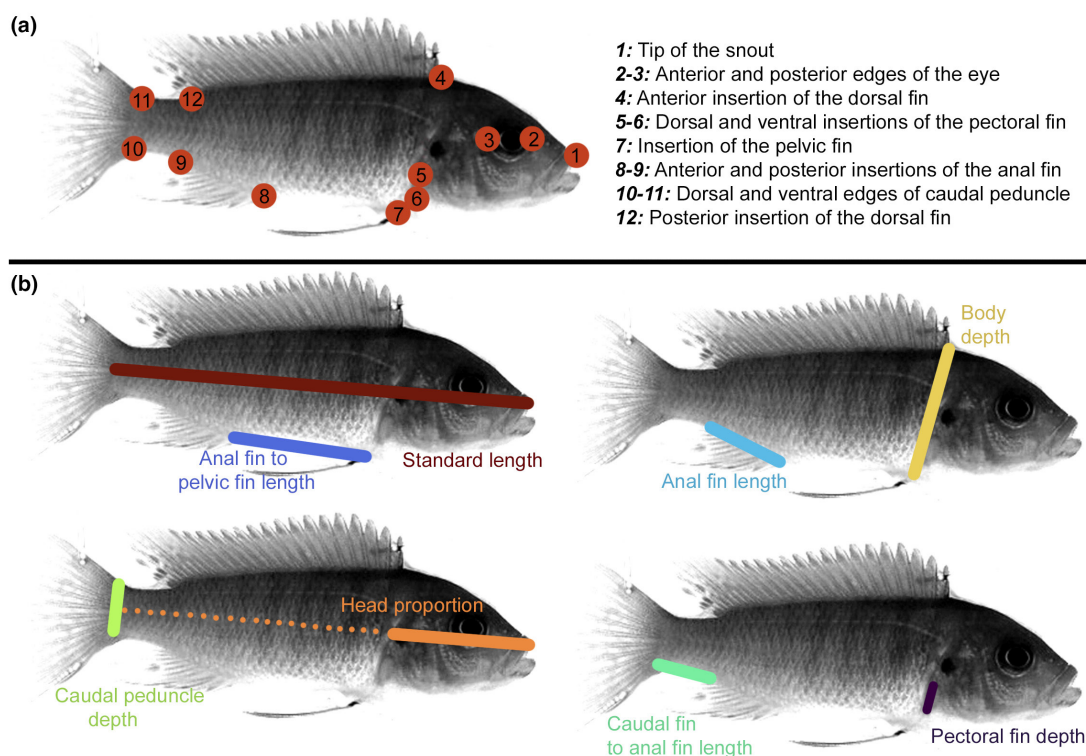 (a)
1: Tip of the snout
2-3: Anterior and posterior edges of the eye
4: Anterior insertion of the dorsal fin
5-6: Dorsal and ventral insertions of the pectoral fin
7: Insertion of the pelvic fin
8-9: Anterior and posterior insertions of the anal fin
10-11: Dorsal and ventral edges of caudal peduncle
12: Posterior insertion of the dorsal fin
4
11
12
3
2
1
10
9
5
8
6
7
(b)
Anal fin to
pelvic fin length
Standard length
Body
depth
Anal fin length
Head proportion
Caudal peduncle
depth
Caudal fin
to anal fin length
Pectoral fin depth